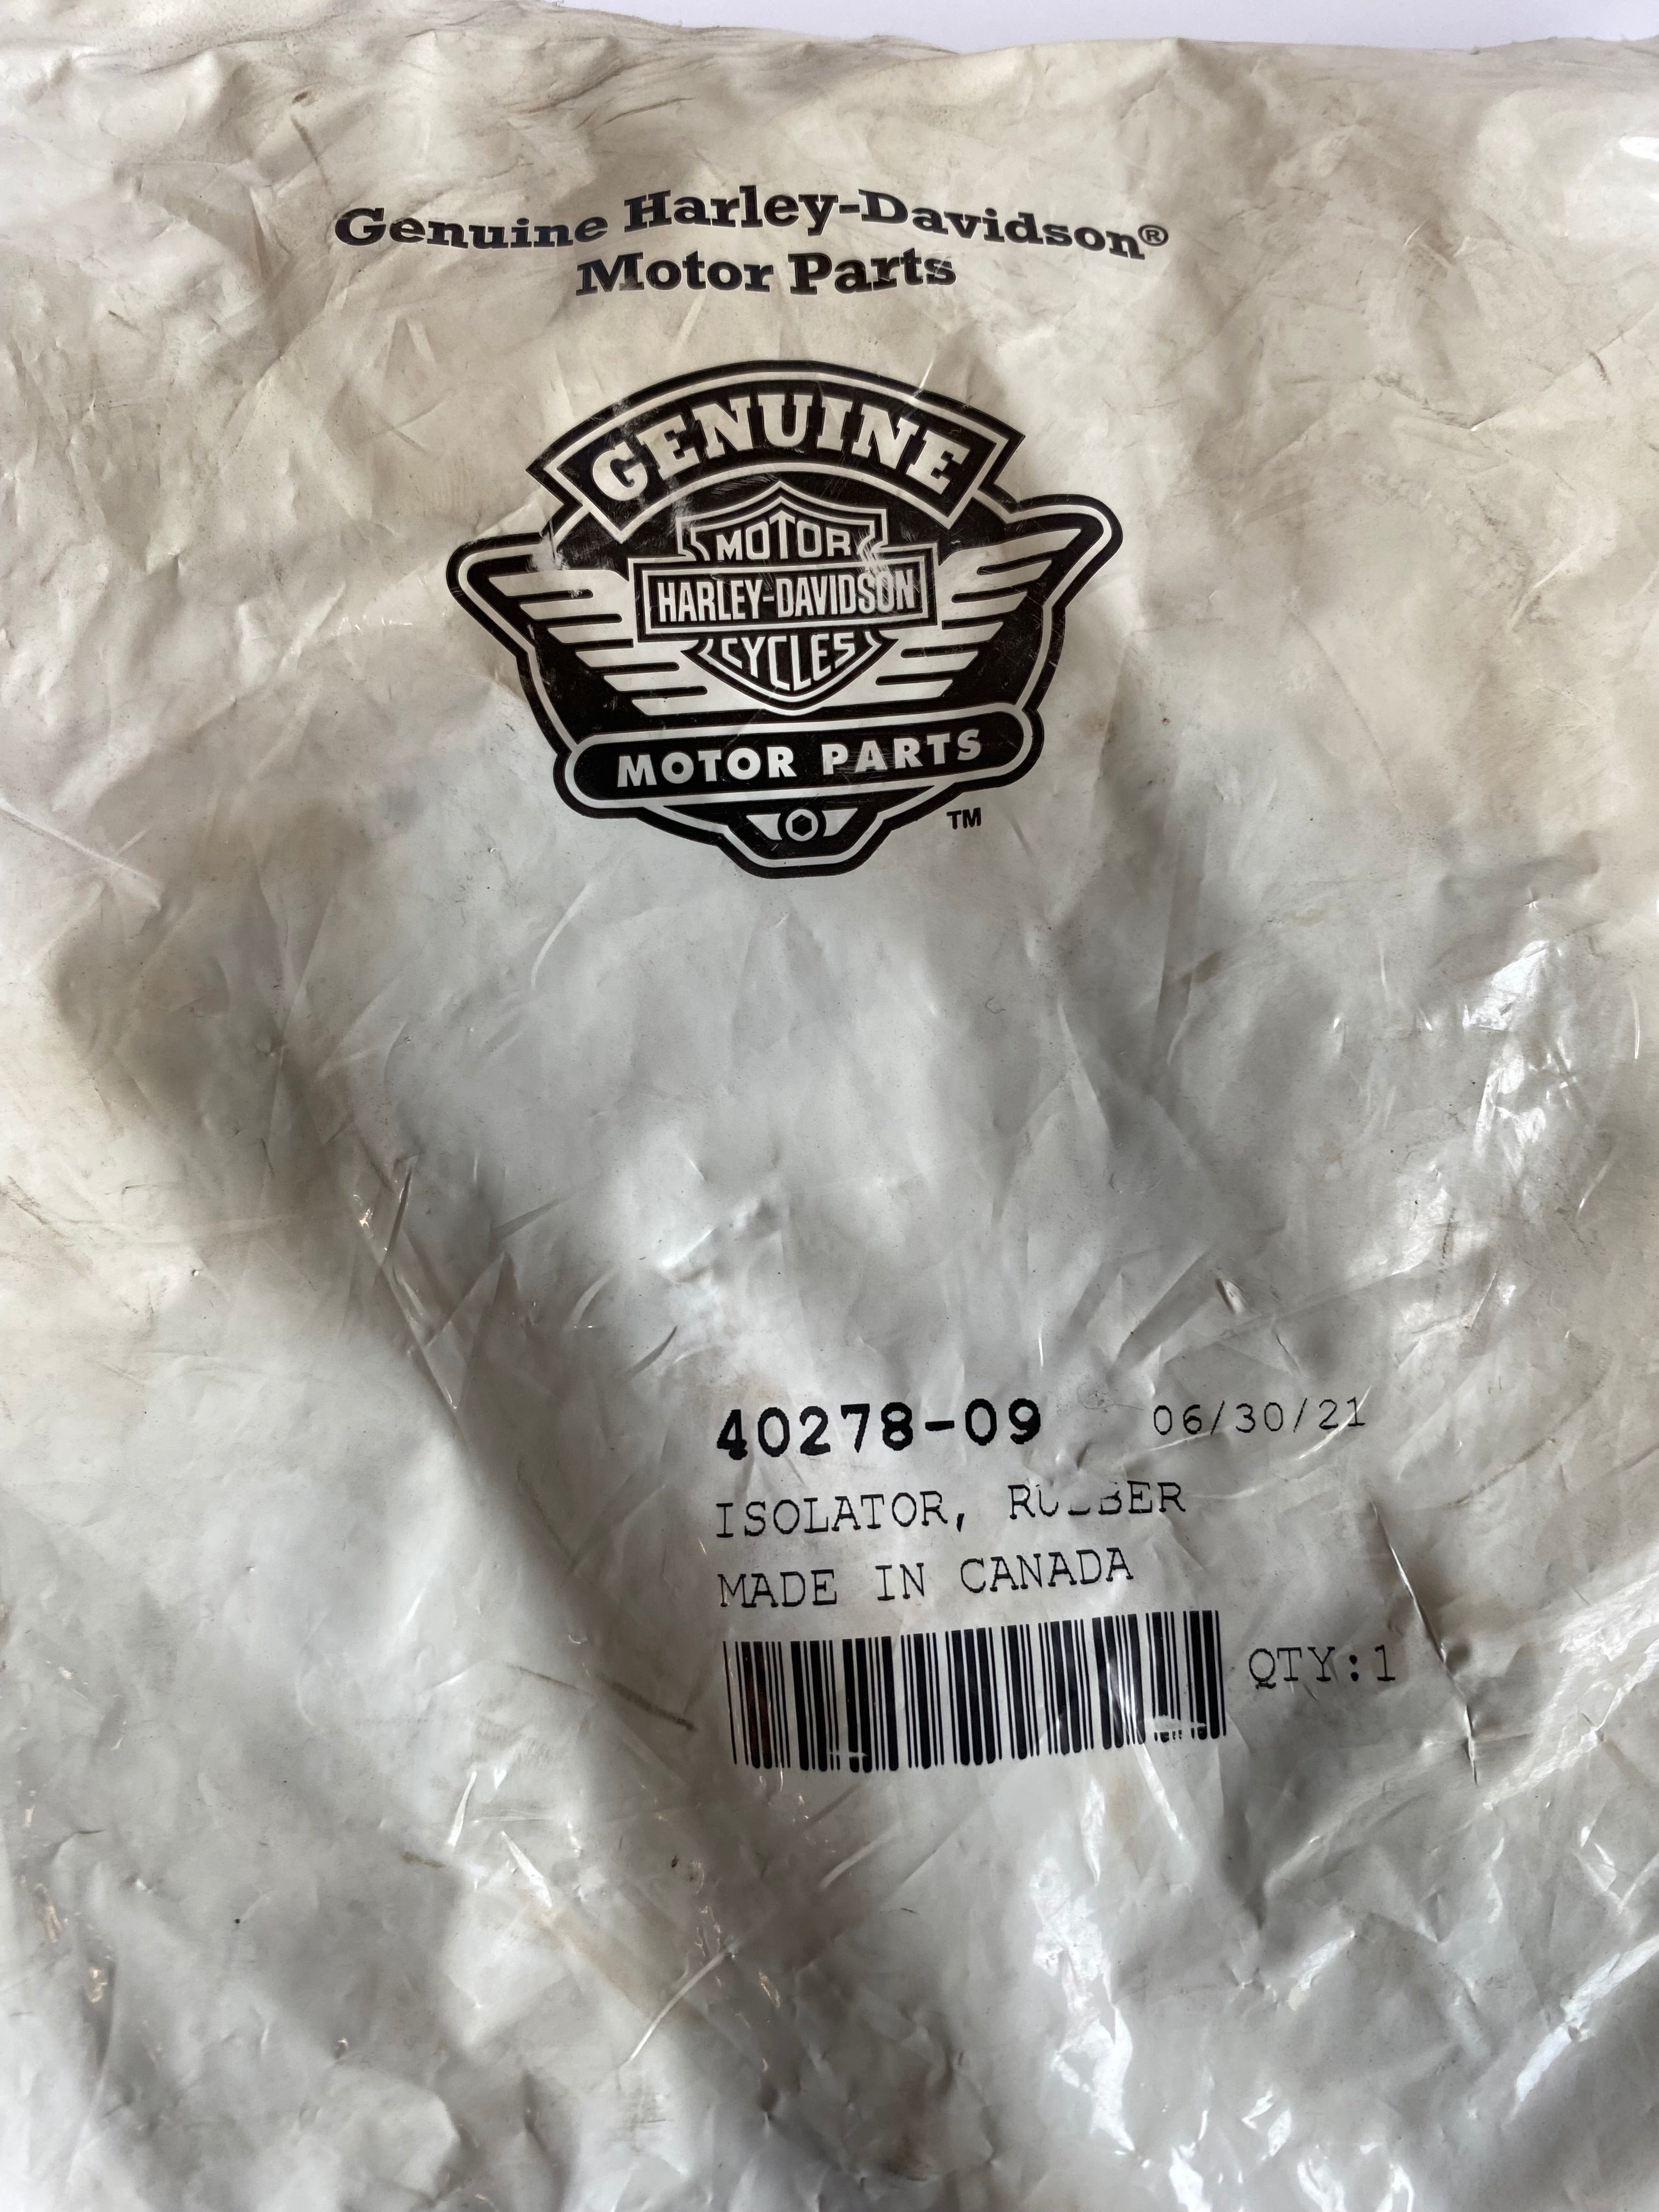 Genuine Harley-Davidson®
Motor Parts
GENUINE
MOTOR
HARLEY-DAVIDSON
CYCLES
MOTOR PARTS
TM
40278-09 06/30/21
ISOLATOR, RUBBER
MADE IN CANADA
QTY:1